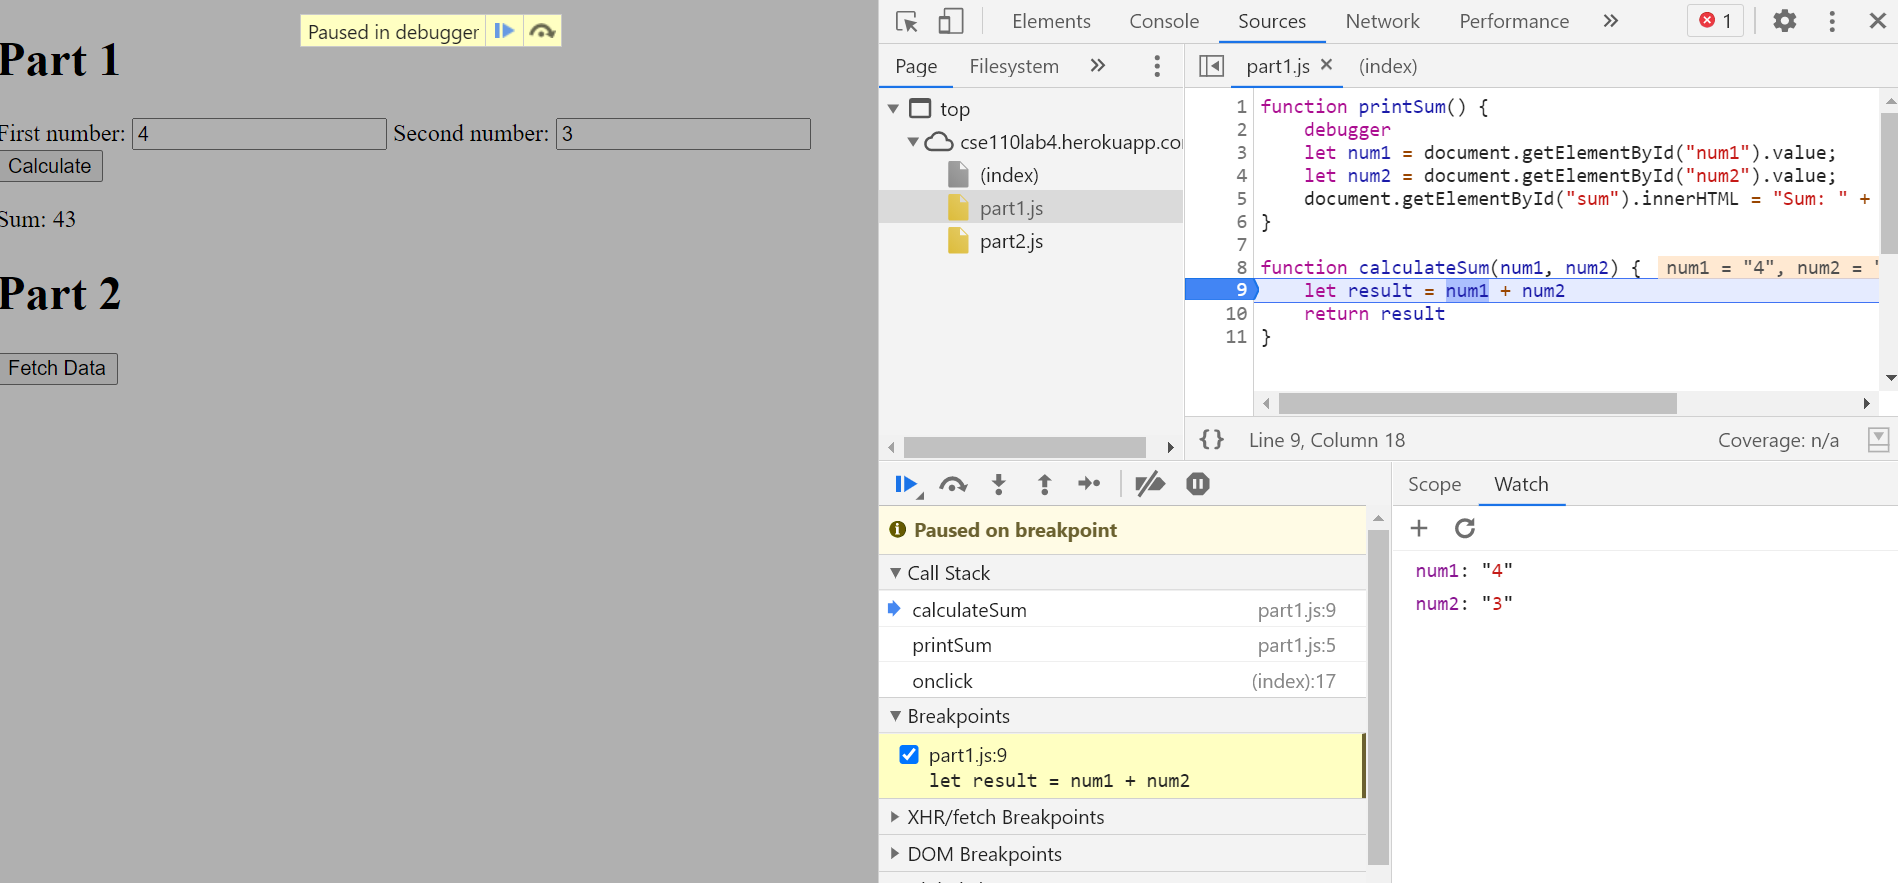 Paused in debugger
Part 1
First number: 4 Second number: 3
Calculate
Sum: 43
Part 2
Fetch Data
Elements Console Sources Network Performance » 1
Page Filesystem »
top
cse110lab4.herokuapp.co
(index)
part1.js
part2.js
part1.js × (index)
1 function printSum() {
2 debugger
3 let num1 = document.getElementById("num1").value;
4 let num2 = document.getElementById("num2").value;
5 document.getElementById("sum").innerHTML = "Sum: " +
6 }
7
8 function calculateSum(num1, num2) { num1 = "4", num2 = "
9 let result = num1 + num2
10 return result
11 }
{} Line 9, Column 18 Coverage: n/a
Paused on breakpoint
Call Stack
calculateSum part1.js:9
printSum part1.js:5
onclick (index):17
Breakpoints
part1.js:9
let result = num1 + num2
XHR/fetch Breakpoints
DOM Breakpoints
Scope Watch
num1: "4"
num2: "3"